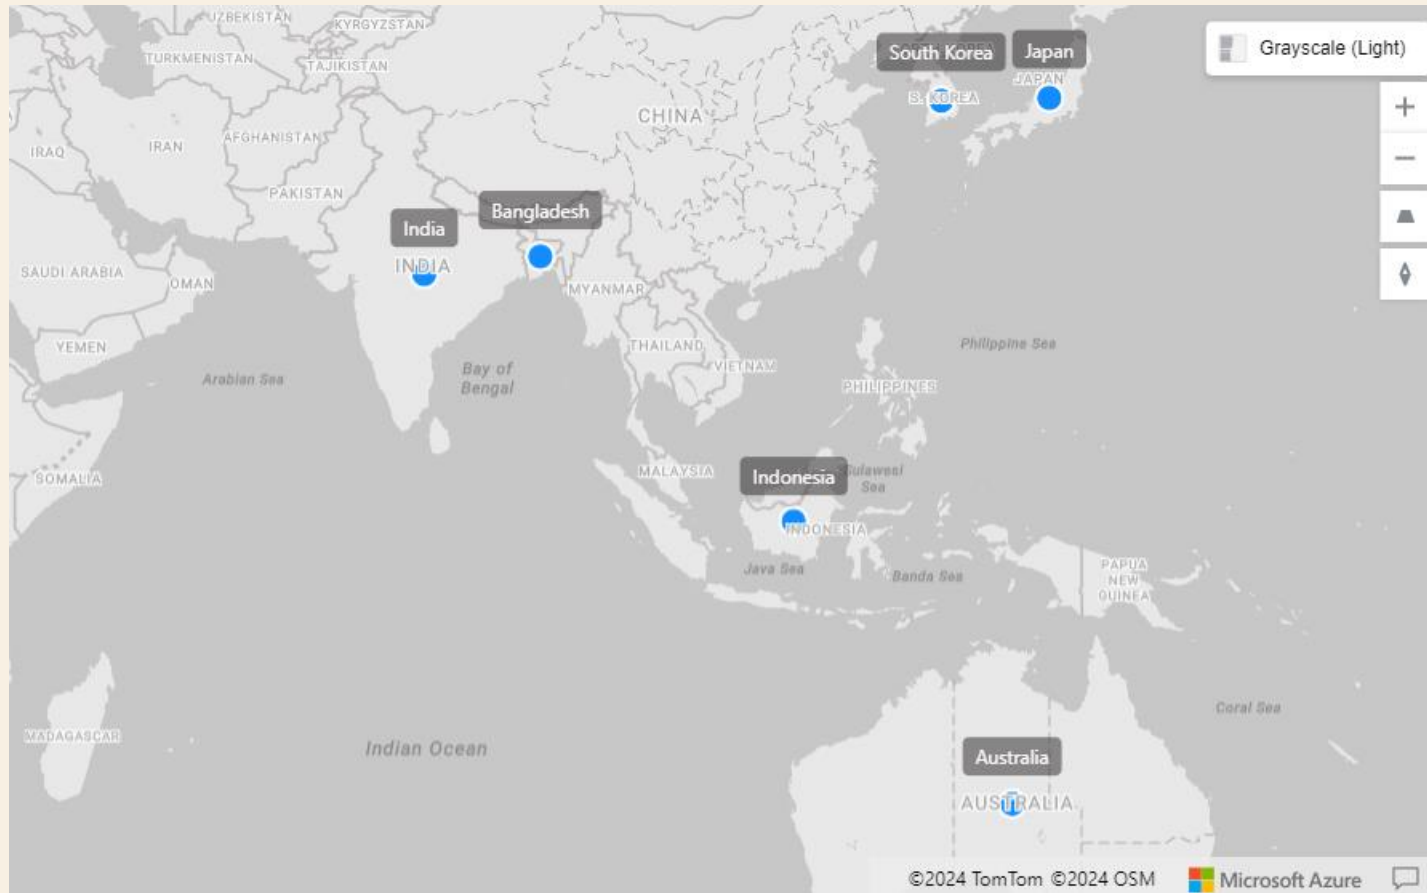 UZBEKISTAN
KYRGYZSTAN
TURKMENISTAN
TAJIKISTAN
South Korea
Japan
Grayscale (Light)
JAPAN
S. KOREA
CHINA
AFGHANISTAN
IRAQ
IRAN
PAKISTAN
India
Bangladesh
INDIA
SAUDI ARABIA
OMAN
MYANMAR
YEMEN
THAILAND
VIETNAM
Philippine Sea
Arabian Sea
Bay of
Bengal
PHILIPPINES
SOMALIA
MALAYSIA
Indonesia
Sulawesi
Sea
INDONESIA
Java Sea
Banda Sea
PAPUA
NEW
GUINEA
Coral Sea
MADAGASCAR
Indian Ocean
Australia
AUSTRALIA
©2024 TomTom ©2024 OSM
Microsoft Azure